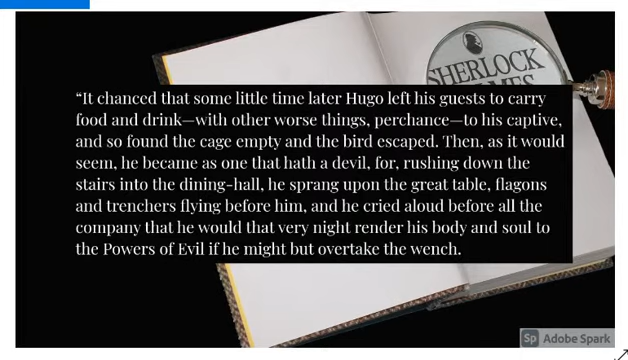 SHERLOCK
“It chanced that some little time later Hugo left his guests to carry
food and drink—with other worse things, perchance—to his captive,
and so found the cage empty and the bird escaped. Then, as it would
seem, he became as one that hath a devil, for, rushing down the
stairs into the dining-hall, he sprang upon the great table, flagons
and trenchers flying before him, and he cried aloud before all the
company that he would that very night render his body and soul to
the Powers of Evil if he might but overtake the wench.
Sp Adobe Spark